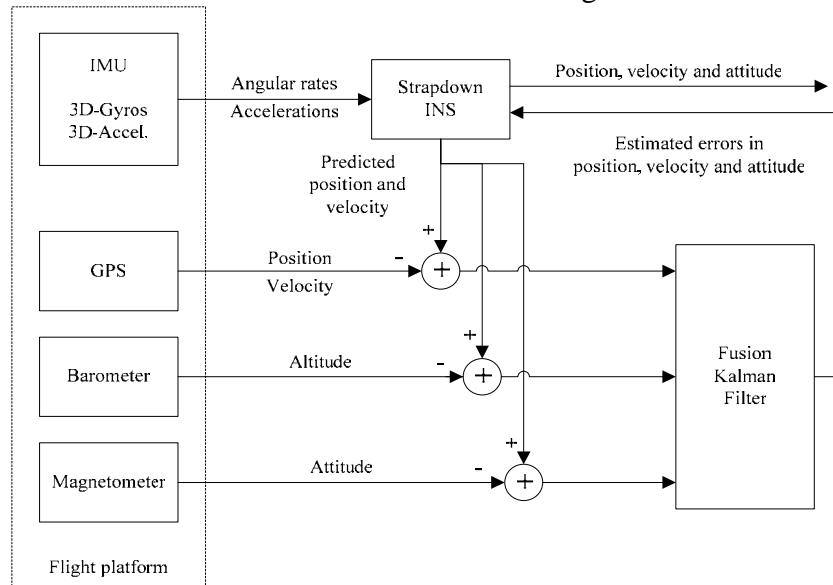 IMU
3D-Gyros
3D-Accel.
Angular rates
Accelerations
Strapdown
INS
Position, velocity and attitude
Estimated errors in
position, velocity and attitude
Predicted
position and
velocity
+
-
+
GPS
Position
Velocity
+
-
+
Barometer
Altitude
+
-
+
Magnetometer
Attitude
Fusion
Kalman
Filter
Flight platform